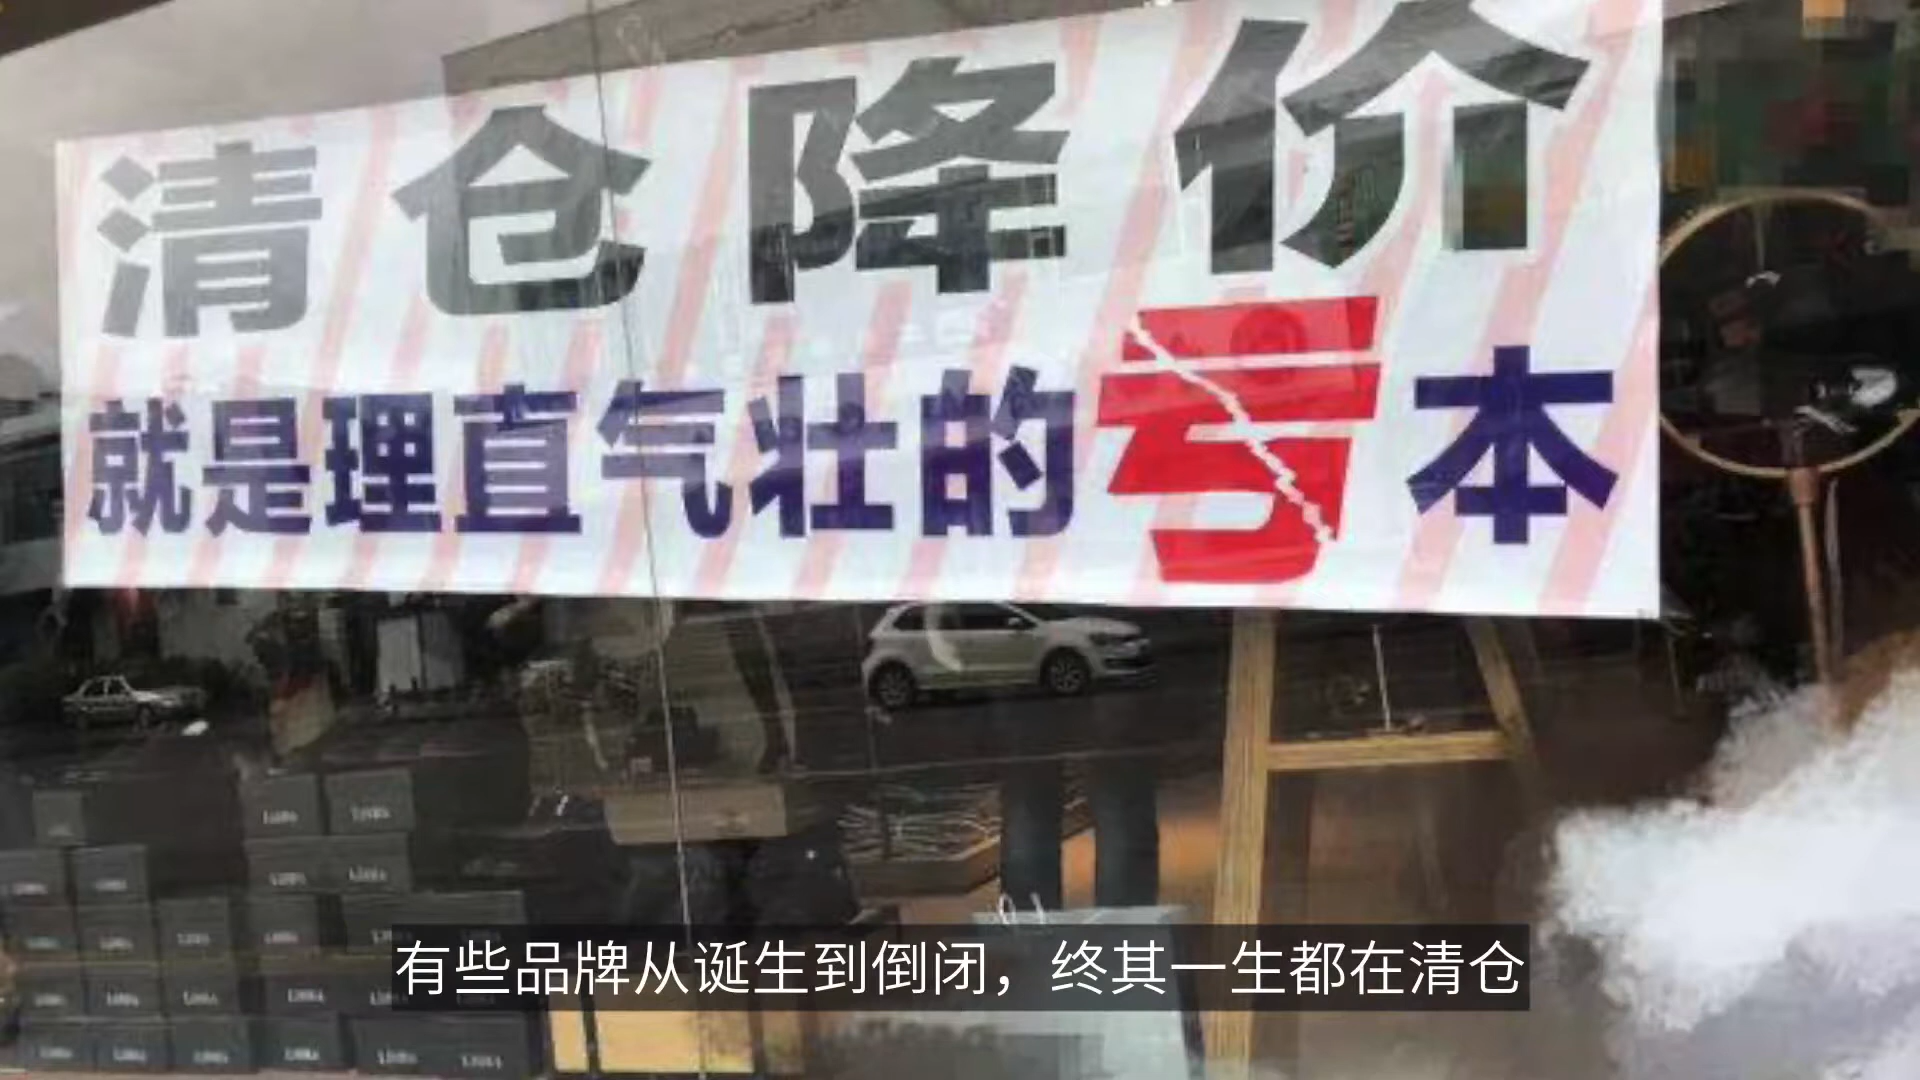 清仓降价
就是理直气壮的亏本
有些品牌从诞生到倒闭，终其一生都在清仓